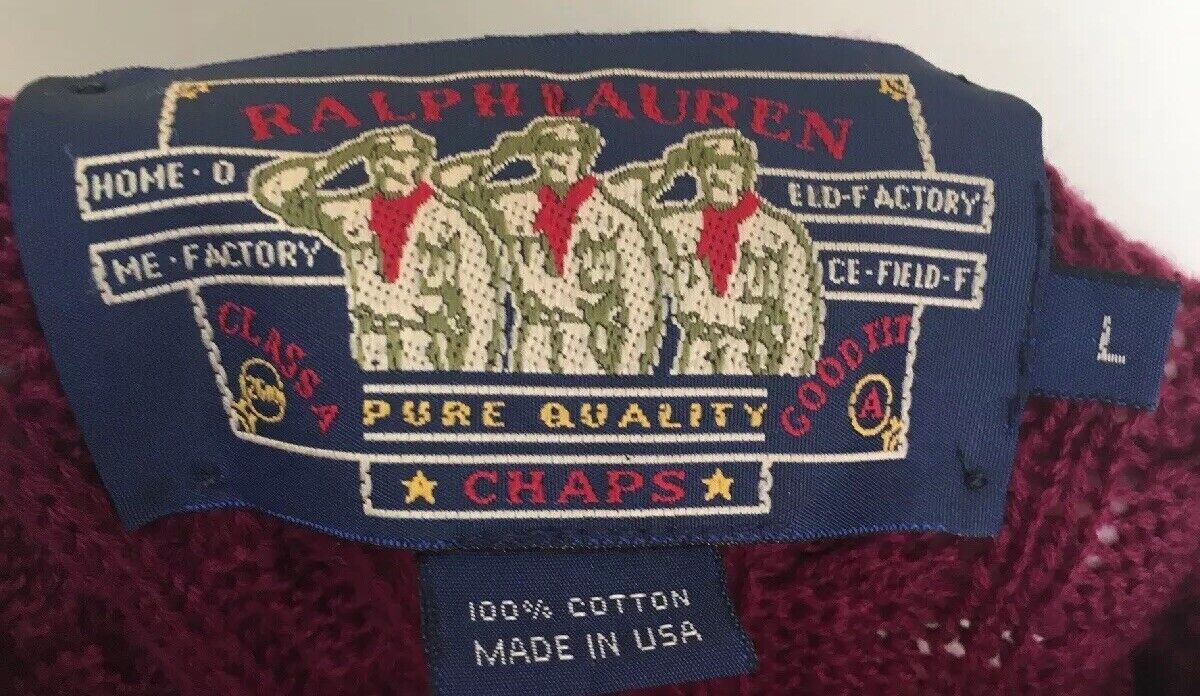 RALPH LAUREN
HOME · O
ELD-FACTORY
ME · FACTORY
CE-FIELD-F
CLASS A
GOOD FIT
A
PURE QUALITY
CHAPS
L
100% COTTON
MADE IN USA